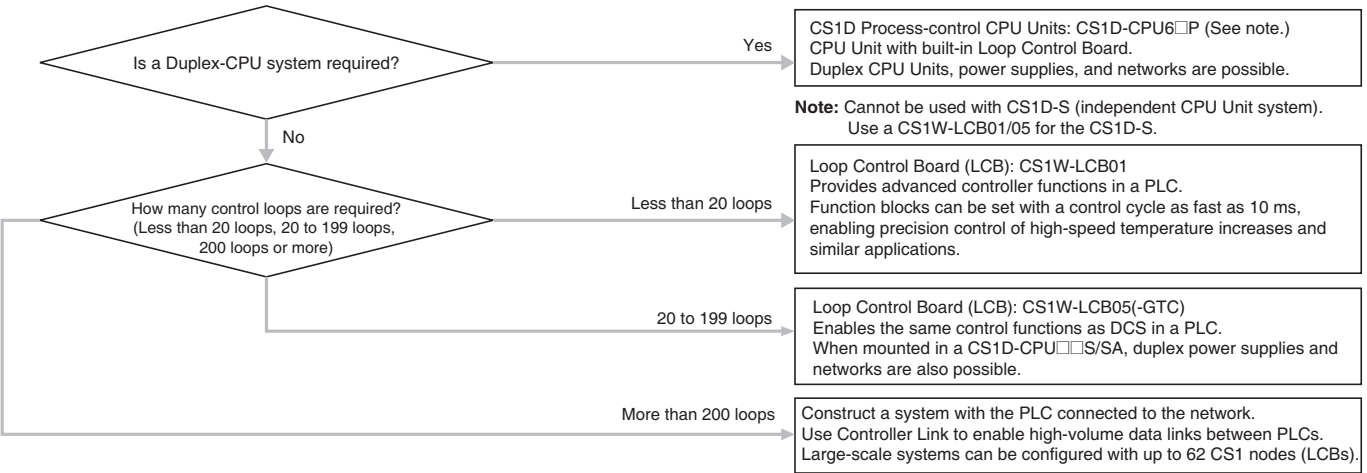 Is a Duplex-CPU system required?
Yes
CS1D Process-control CPU Units: CS1D-CPU6□P (See note.)
CPU Unit with built-in Loop Control Board.
Duplex CPU Units, power supplies, and networks are possible.
Note: Cannot be used with CS1D-S (independent CPU Unit system).
Use a CS1W-LCB01/05 for the CS1D-S.
No
How many control loops are required?
(Less than 20 loops, 20 to 199 loops,
200 loops or more)
Less than 20 loops
Loop Control Board (LCB): CS1W-LCB01
Provides advanced controller functions in a PLC.
Function blocks can be set with a control cycle as fast as 10 ms,
enabling precision control of high-speed temperature increases and
similar applications.
20 to 199 loops
Loop Control Board (LCB): CS1W-LCB05(-GTC)
Enables the same control functions as DCS in a PLC.
When mounted in a CS1D-CPU□□S/SA, duplex power supplies and
networks are also possible.
More than 200 loops
Construct a system with the PLC connected to the network.
Use Controller Link to enable high-volume data links between PLCs.
Large-scale systems can be configured with up to 62 CS1 nodes (LCBs).